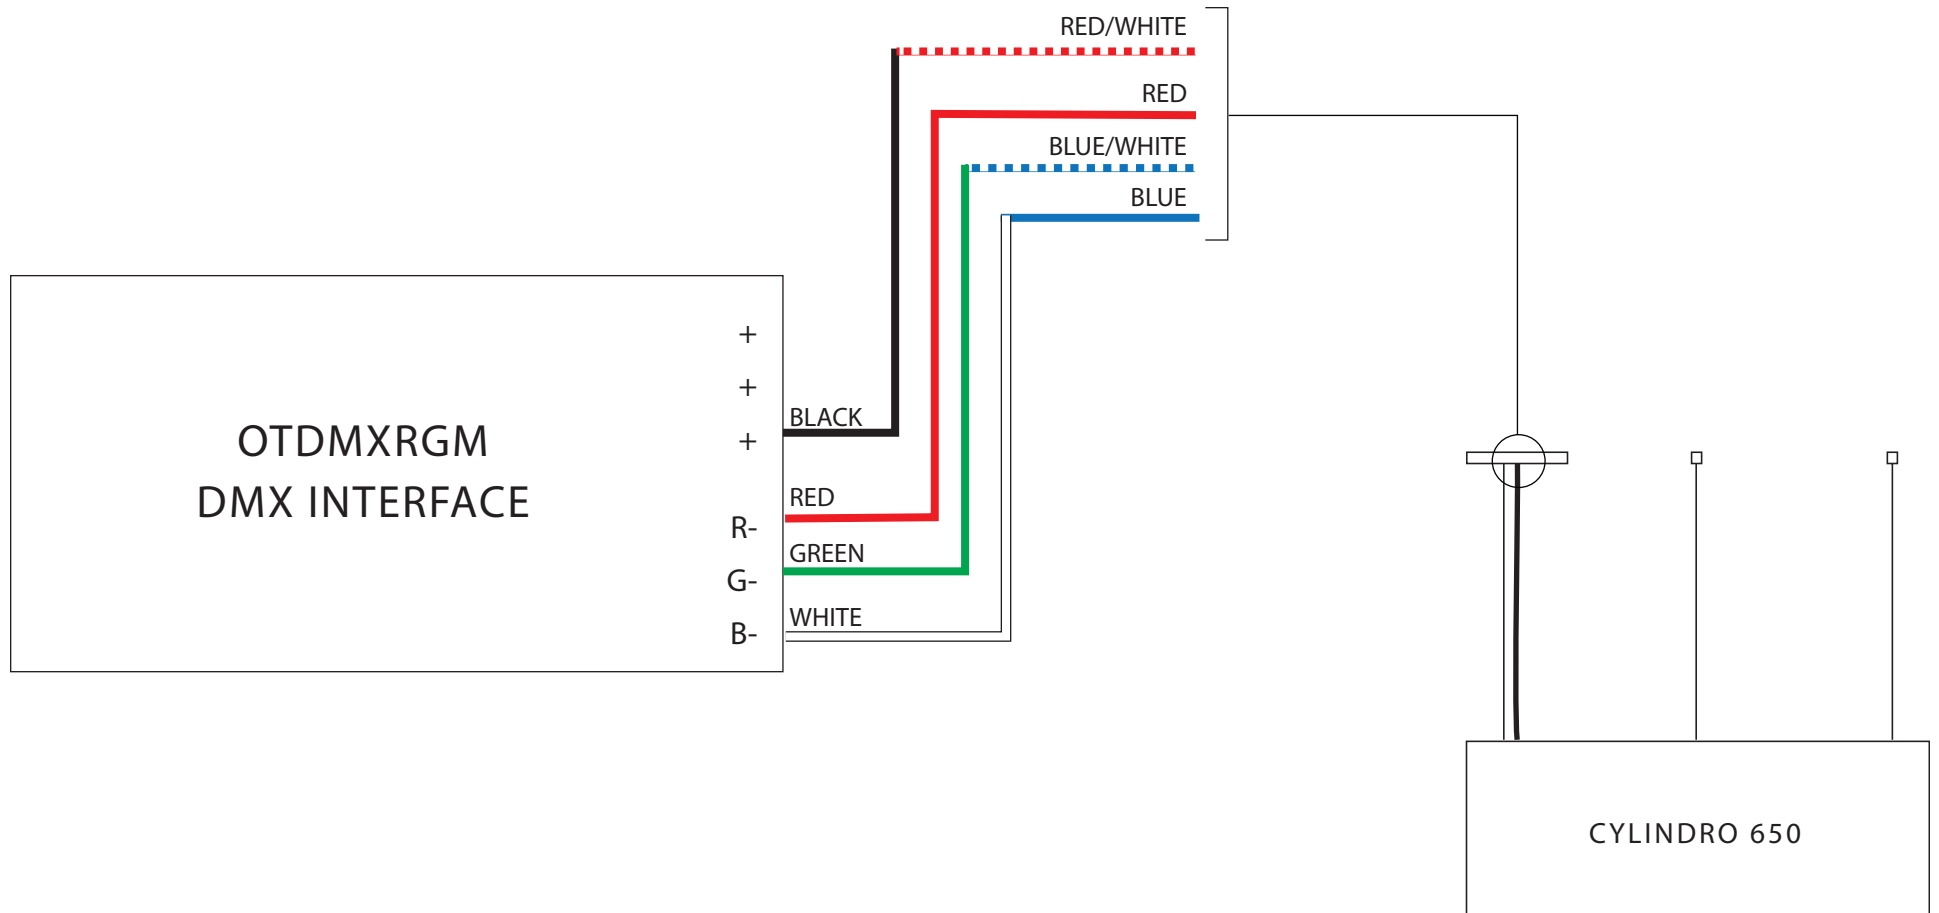 RED/WHITE
RED
BLUE/WHITE
BLUE
+
+
+
BLACK
OTDMXRGM
DMX INTERFACE
RED
R-
GREEN
G-
WHITE
B-
CYLINDRO 650